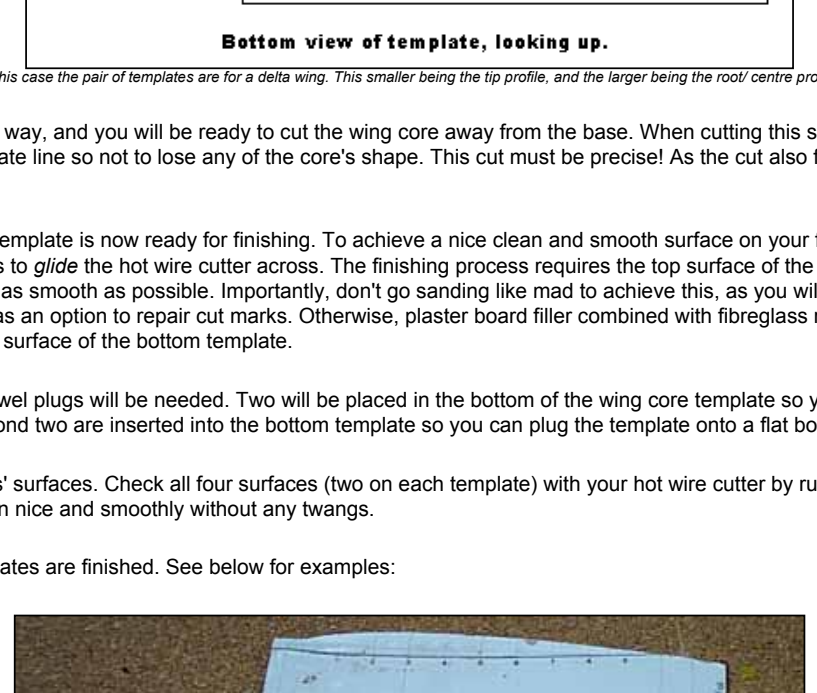 Bottom view of template, looking up.
his case the pair of templates are for a delta wing. This smaller being the tip profile, and the larger being the root/ centre pro
way, and you will be ready to cut the wing core away from the base. When cutting this s
ate line so not to lose any of the core's shape. This cut must be precise! As the cut also f
emplate is now ready for finishing. To achieve a nice clean and smooth surface on your f
s to glide the hot wire cutter across. The finishing process requires the top surface of the
as smooth as possible. Importantly, don't go sanding like mad to achieve this, as you wil
as an option to repair cut marks. Otherwise, plaster board filler combined with fibreglass r
surface of the bottom template.
wel plugs will be needed. Two will be placed in the bottom of the wing core template so y
ond two are inserted into the bottom template so you can plug the template onto a flat bo
s' surfaces. Check all four surfaces (two on each template) with your hot wire cutter by ru
n nice and smoothly without any twangs.
ates are finished. See below for examples: